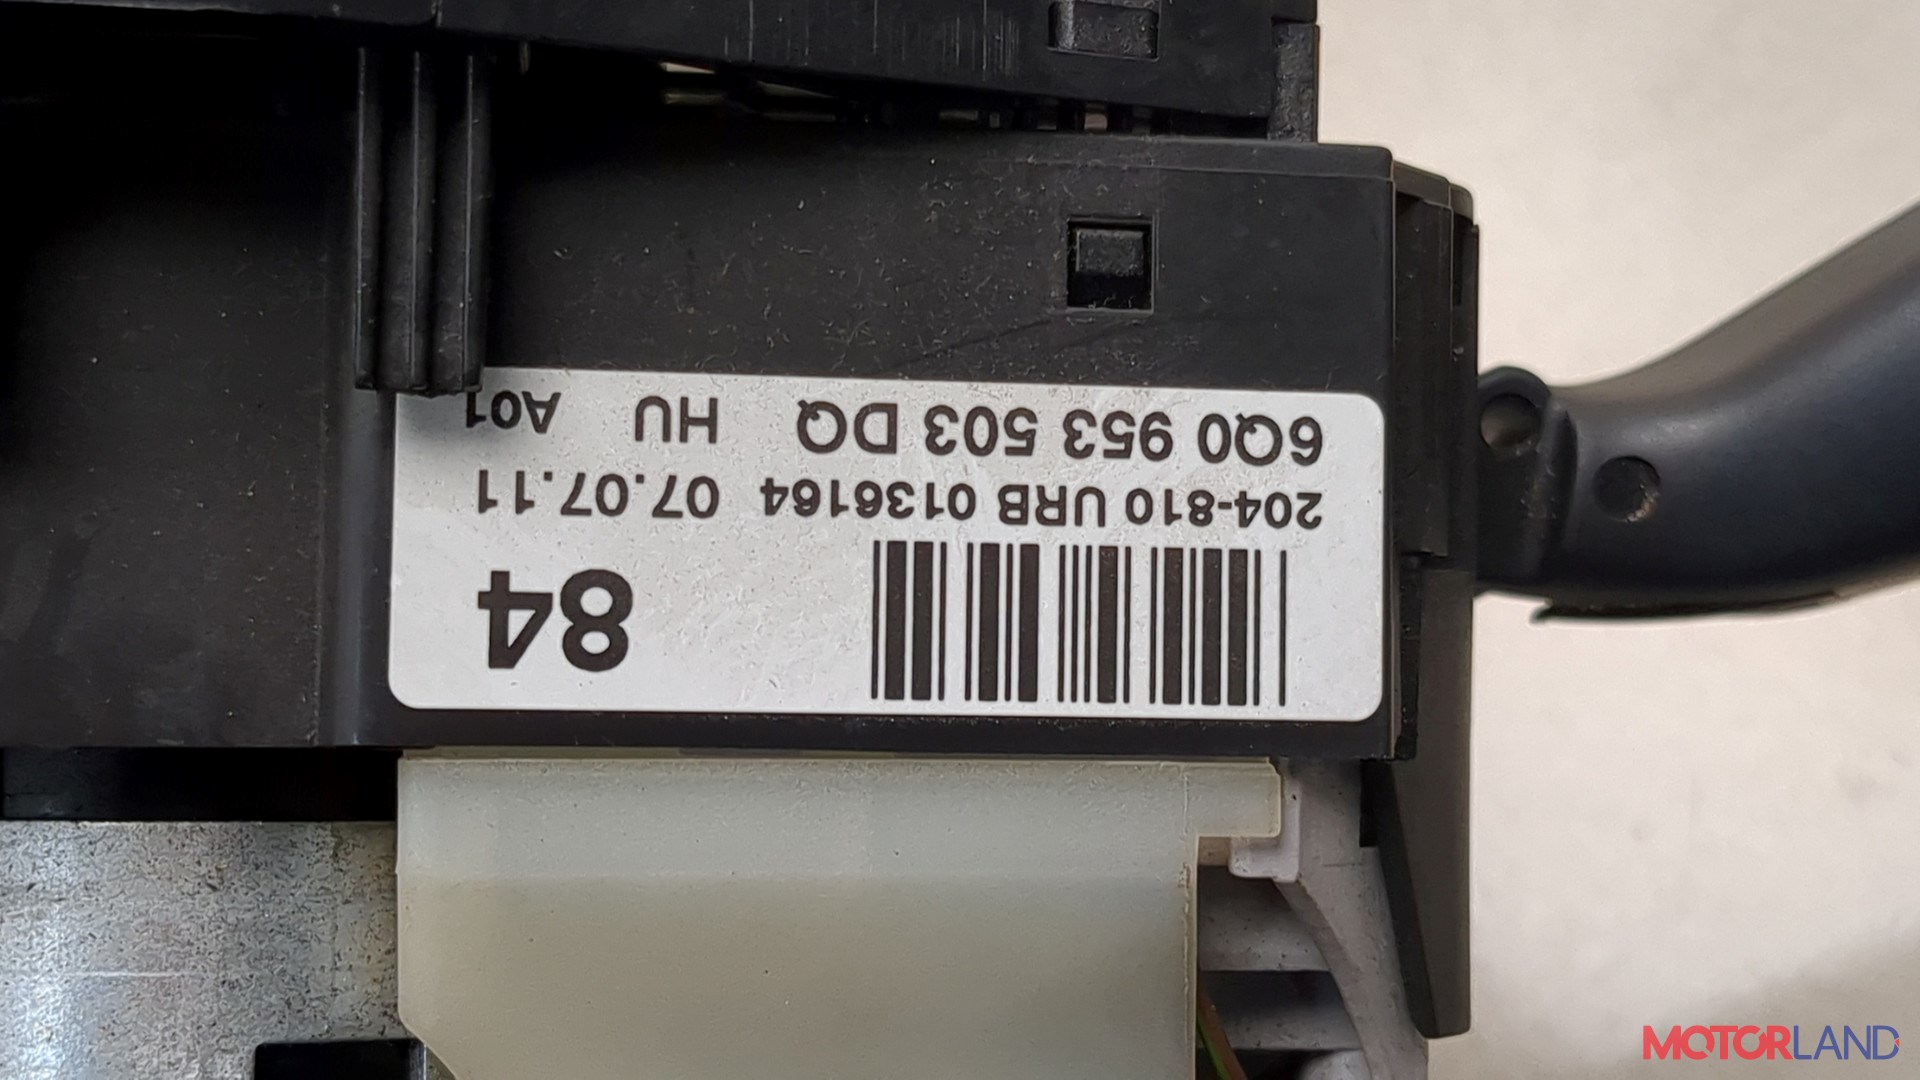 84
204-810 URB 0136164 07.07.11
6Q0 953 503 DQ HU A01
MOTORLAND